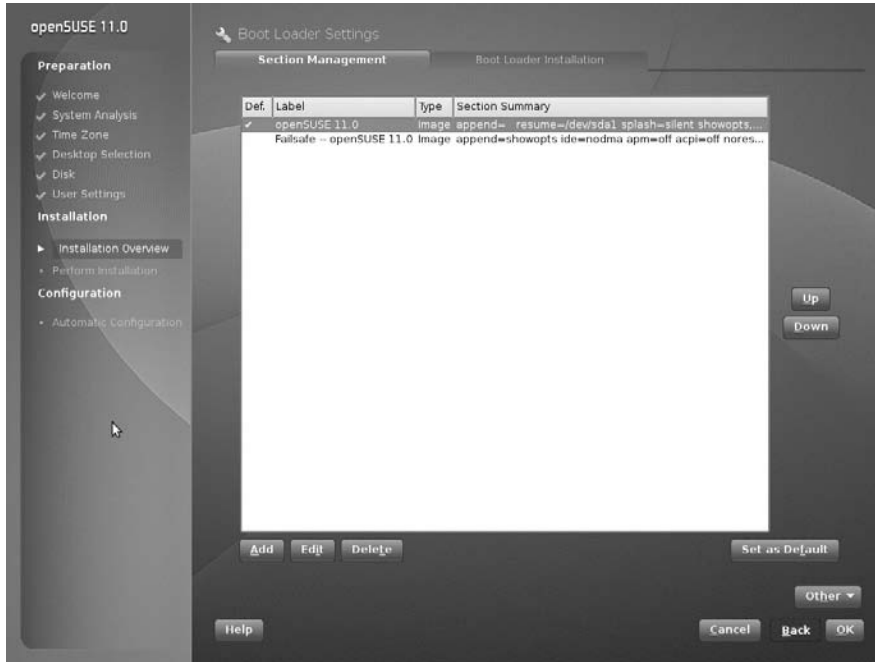 openSUSE 11.0
Preparation
Welcome
System Analysis
Time Zone
Desktop Selection
Disk
User Settings
Installation
Installation Overview
Perform Installation
Configuration
Automatic Configuration
Boot Loader Settings
Section Management
Boot Loader Installation
Def. Label Type Section Summary
openSUSE 11.0 Image append= resume=/dev/sda1 splash=silent showopts,...
Failsafe -- openSUSE 11.0 Image append=showopts ide=nodma apm=off acpi=off nores...
Up
Down
Add Edit Delete Set as Default
Other
Help Cancel Back OK